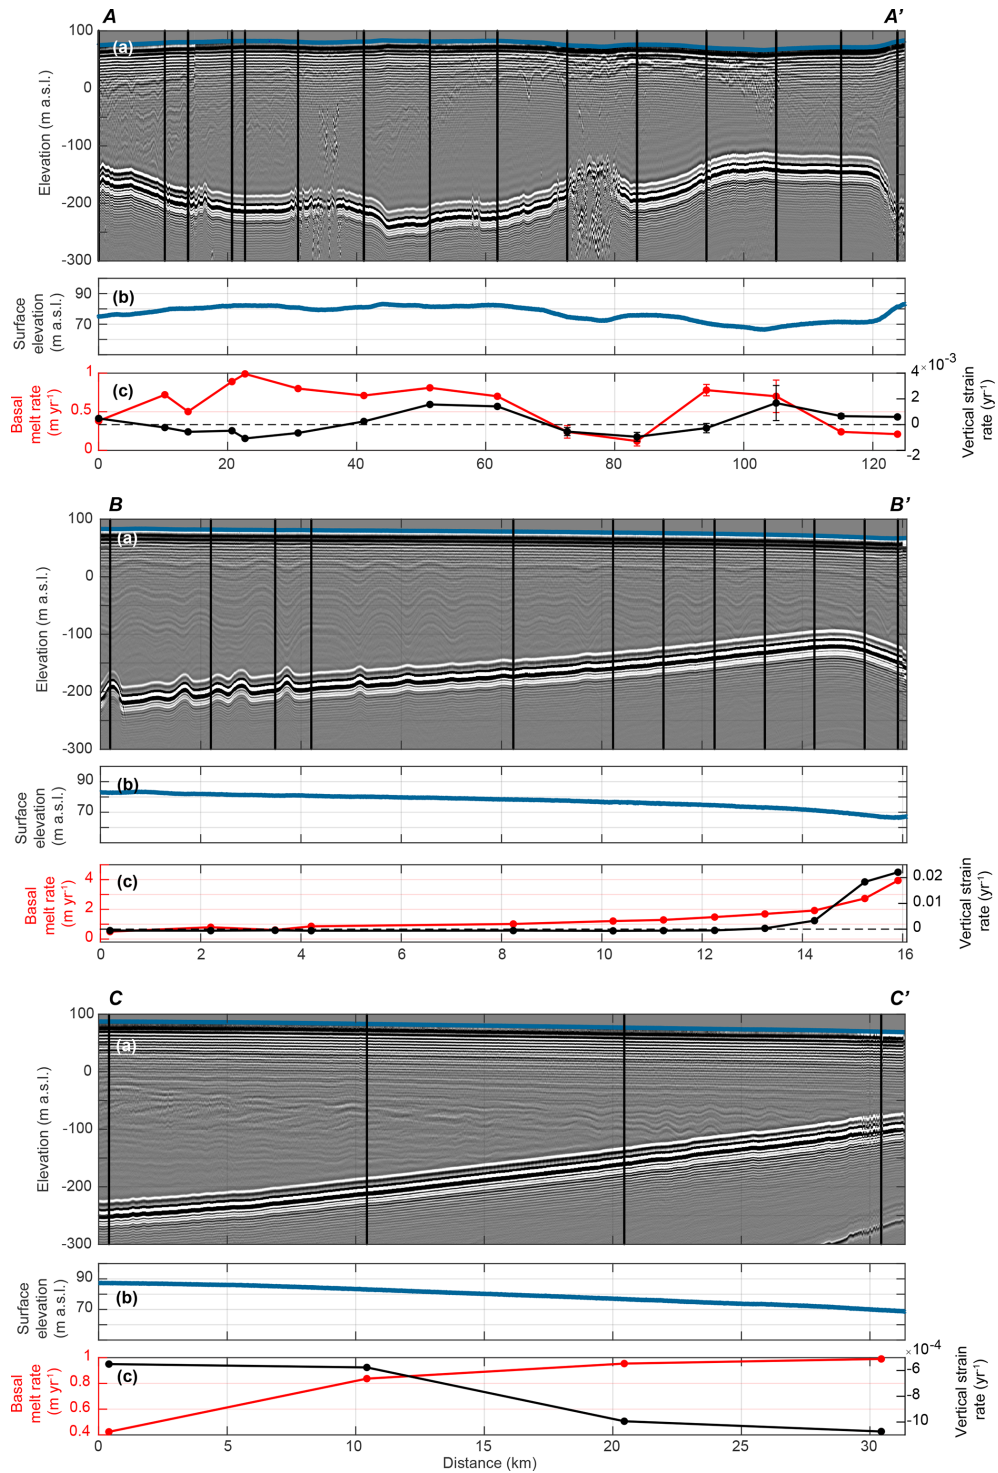 A A’
100
0
-100
-200
-300
Elevation (m a.s.l.)
(a)
90
70
Surface
elevation
(m a.s.l.)
(b)
1
0.5
0
Basal
melt rate
(m yr⁻¹)
(c)
4 ×10⁻³
2
0
-2
Vertical strain
rate (yr⁻¹)
0 20 40 60 80 100 120
B B’
100
0
-100
-200
-300
Elevation (m a.s.l.)
(a)
90
70
Surface
elevation
(m a.s.l.)
(b)
4
2
0
Basal
melt rate
(m yr⁻¹)
(c)
0.02
0.01
0
Vertical strain
rate (yr⁻¹)
0 2 4 6 8 10 12 14 16
C C’
100
0
-100
-200
-300
Elevation (m a.s.l.)
(a)
90
70
Surface
elevation
(m a.s.l.)
(b)
1
0.8
0.6
0.4
Basal
melt rate
(m yr⁻¹)
(c)
×10⁻⁴
-6
-8
-10
Vertical strain
rate (yr⁻¹)
0 5 10 15 20 25 30
Distance (km)